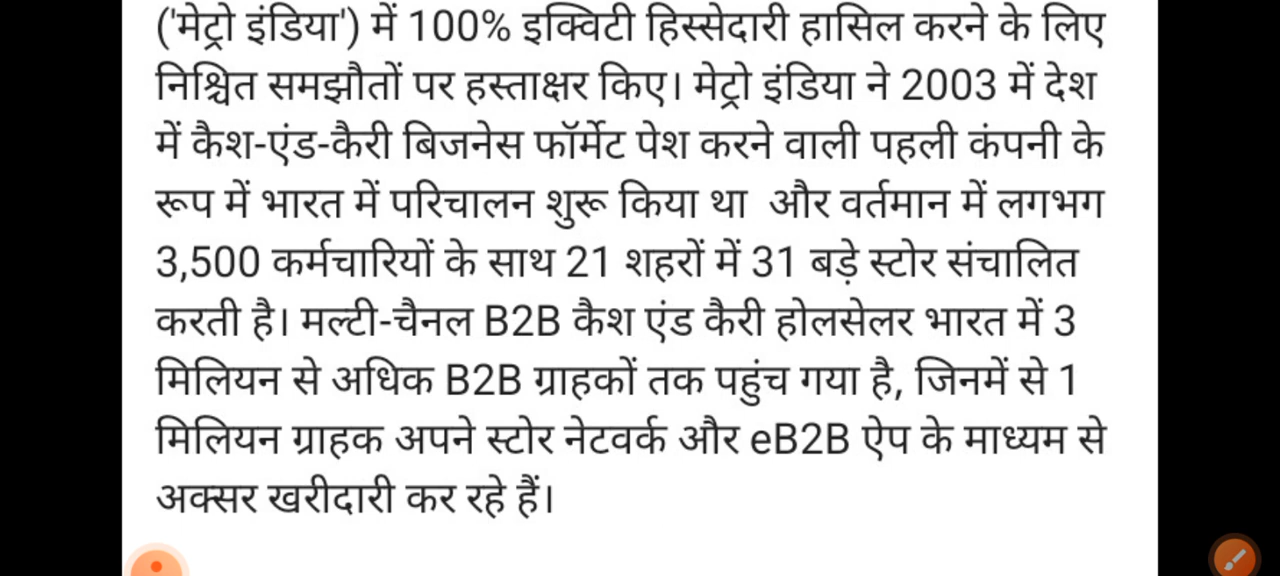 ('मेट्रो इंडिया') में 100% इक्विटी हिस्सेदारी हासिल करने के लिए
निश्चित समझौतों पर हस्ताक्षर किए। मेट्रो इंडिया ने 2003 में देश
में कैश-एंड-कैरी बिजनेस फॉर्मेट पेश करने वाली पहली कंपनी के
रूप में भारत में परिचालन शुरू किया था  और वर्तमान में लगभग
3,500 कर्मचारियों के साथ 21 शहरों में 31 बड़े स्टोर संचालित
करती है। मल्टी-चैनल B2B कैश एंड कैरी होलसेलर भारत में 3
मिलियन से अधिक B2B ग्राहकों तक पहुंच गया है, जिनमें से 1
मिलियन ग्राहक अपने स्टोर नेटवर्क और eB2B ऐप के माध्यम से
अक्सर खरीदारी कर रहे हैं।